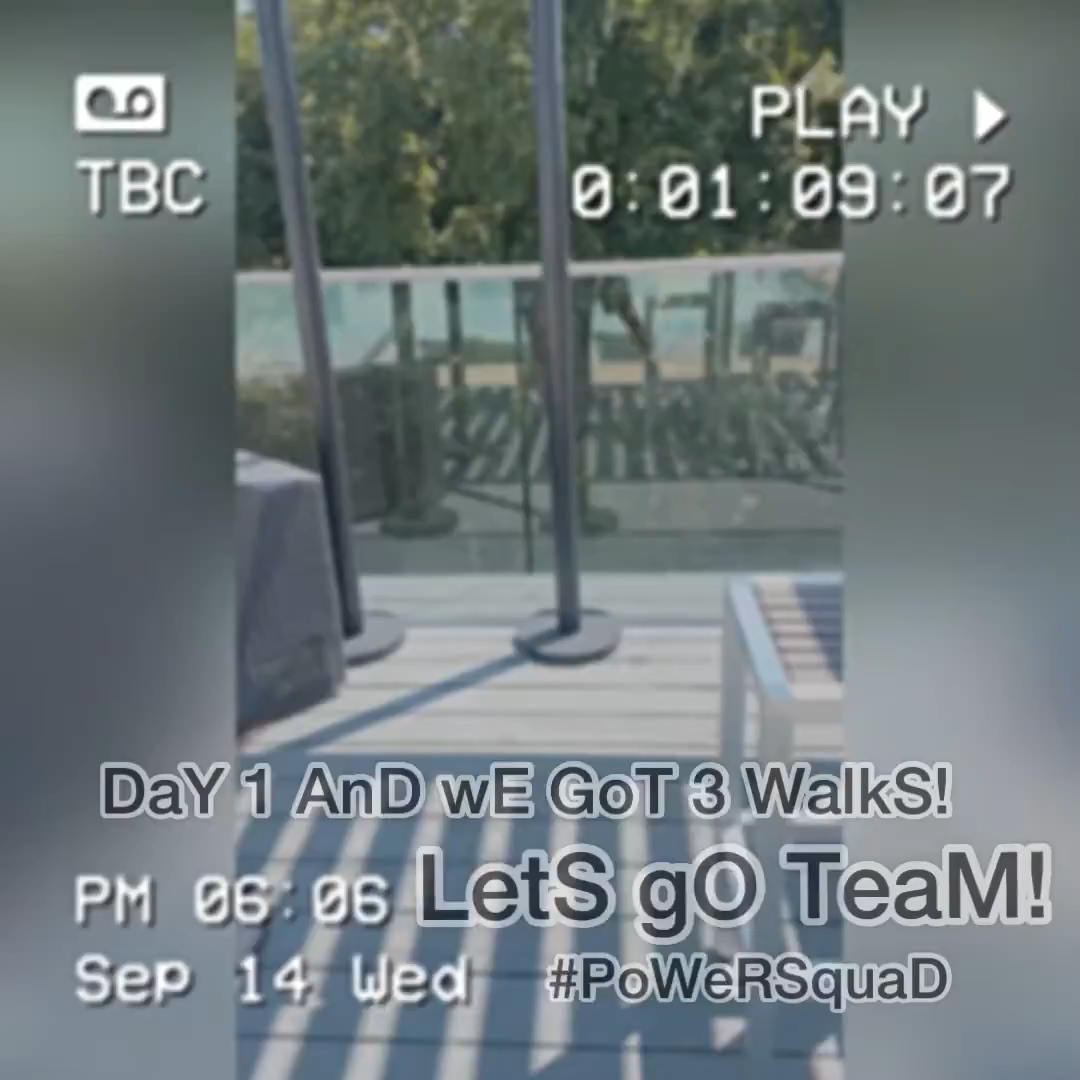 PLAY
TBC
0:01:09:07
DaY 1 AnD wE GoT 3 WalkS!
LetS gO TeaM!
PM 06:06
Sep 14 Wed
#PoWeRSquaD